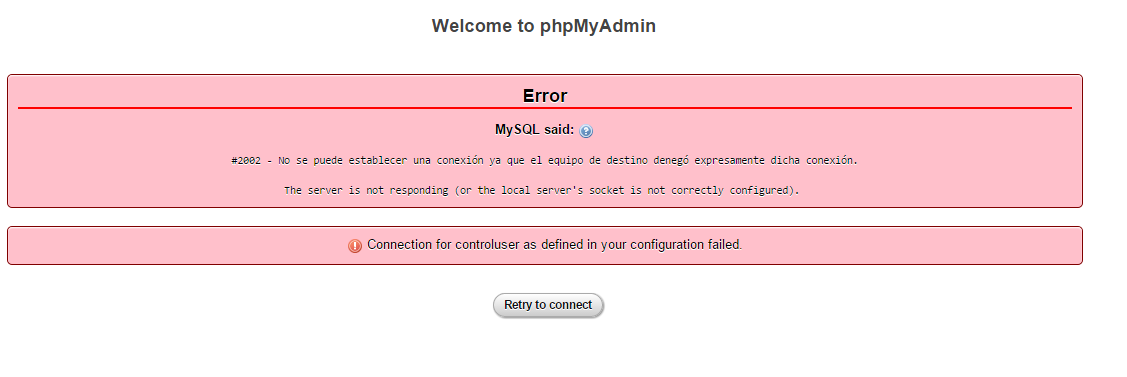 Welcome to phpMyAdmin
Error
MySQL said:
#2002 - No se puede establecer una conexión ya que el equipo de destino denegó expresamente dicha conexión.
The server is not responding (or the local server's socket is not correctly configured).
Connection for controluser as defined in your configuration failed.
Retry to connect